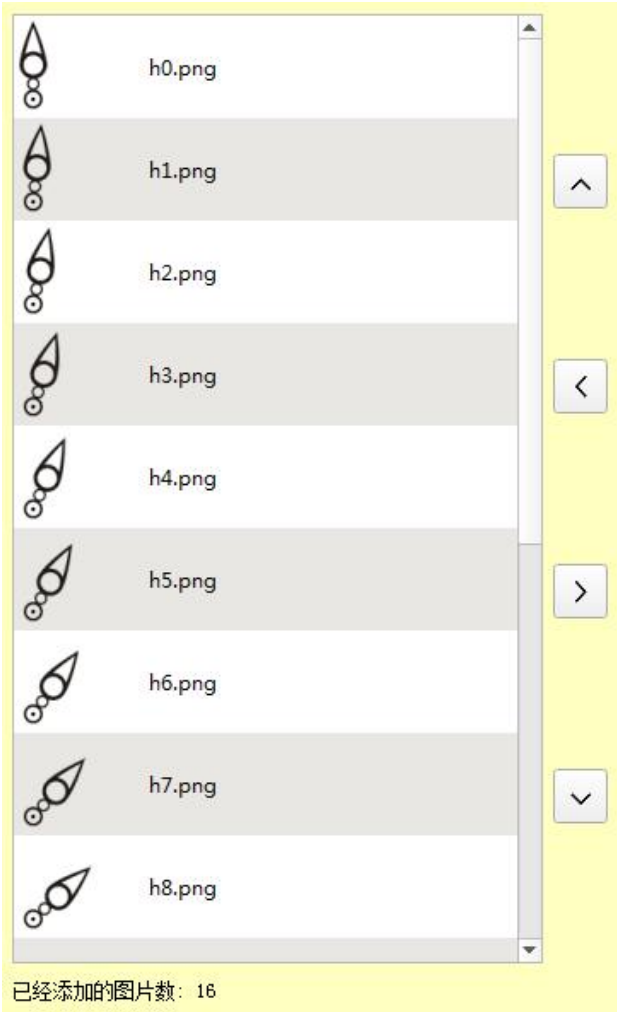 h0.png
h1.png
h2.png
h3.png
h4.png
h5.png
h6.png
h7.png
h8.png
已经添加的图片数: 16